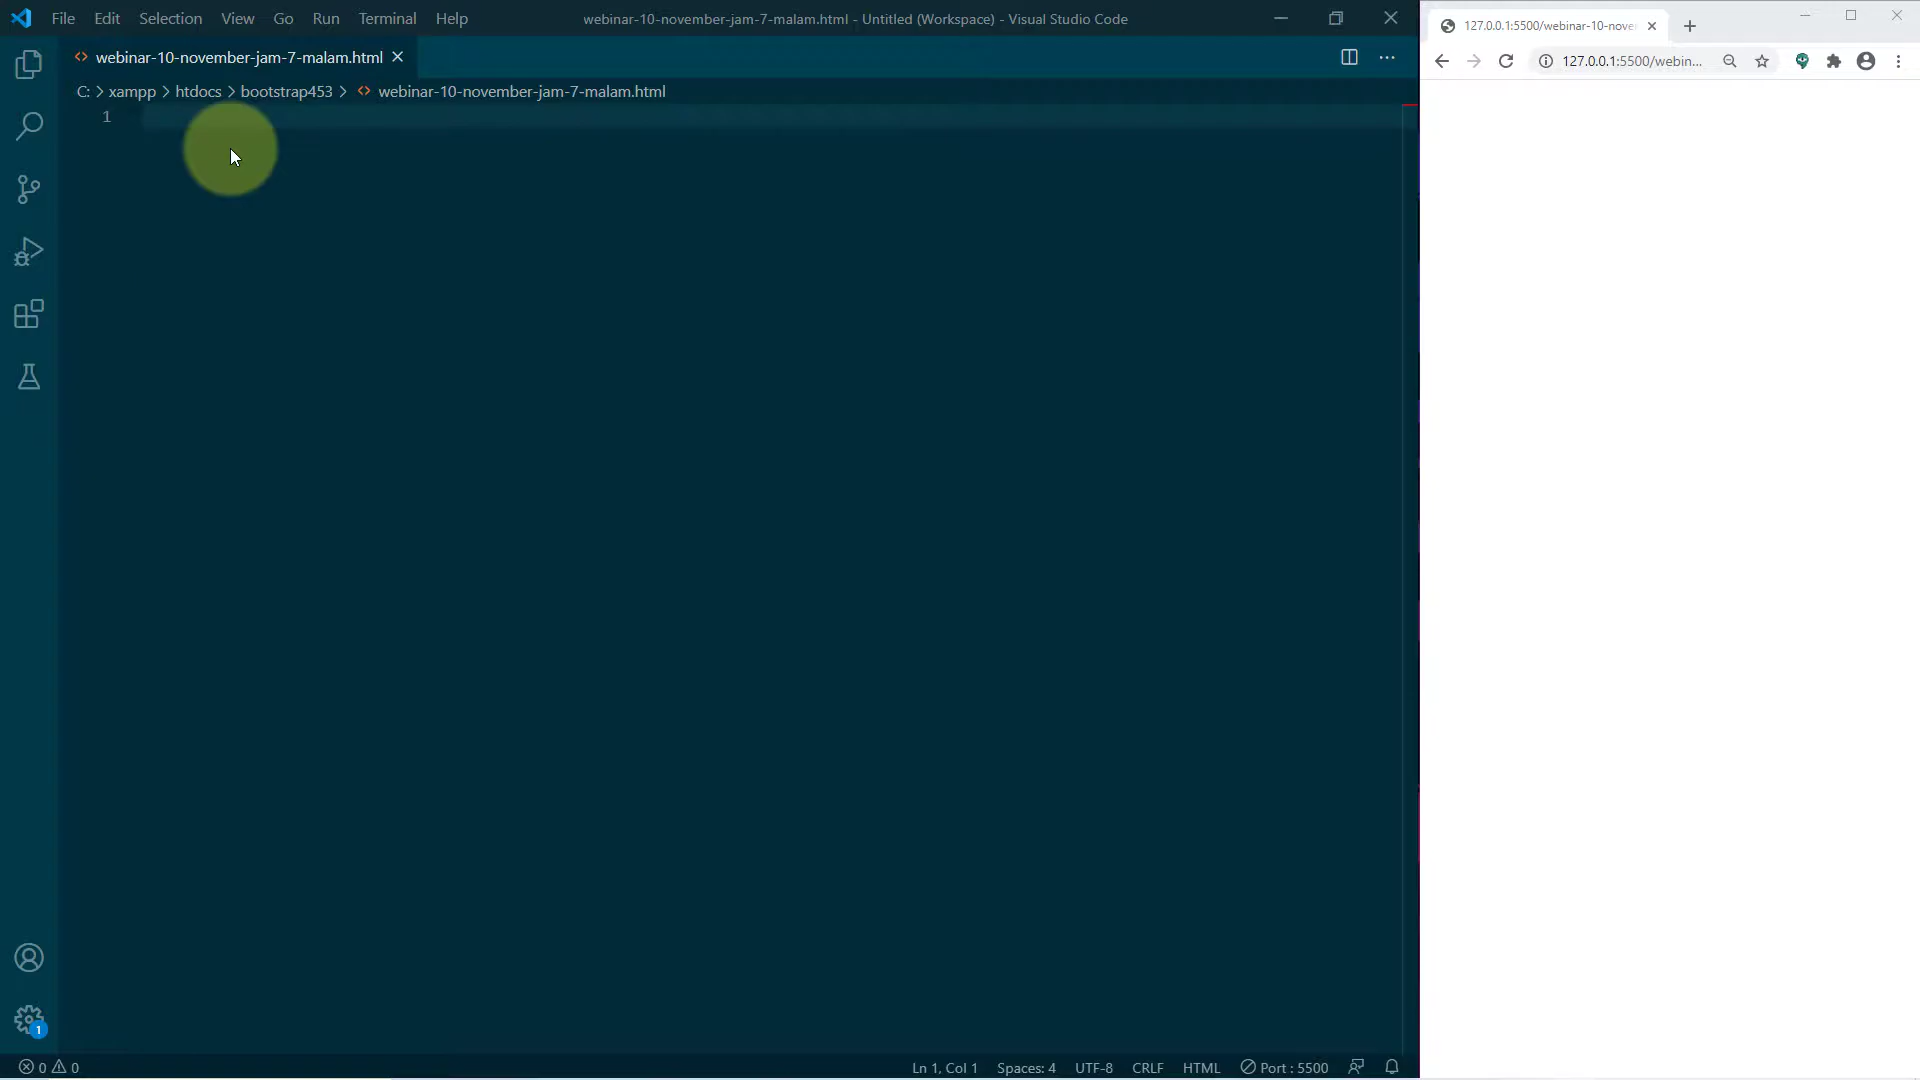 File Edit Selection View Go Run Terminal Help
webinar-10-november-jam-7-malam.html - Untitled (Workspace) - Visual Studio Code
webinar-10-november-jam-7-malam.html
C: > xampp > htdocs > bootstrap453 > webinar-10-november-jam-7-malam.html
1
1
0 0
Ln 1, Col 1 Spaces: 4 UTF-8 CRLF HTML Port : 5500
127.0.0.1:5500/webinar-10-nove
127.0.0.1:5500/webin...